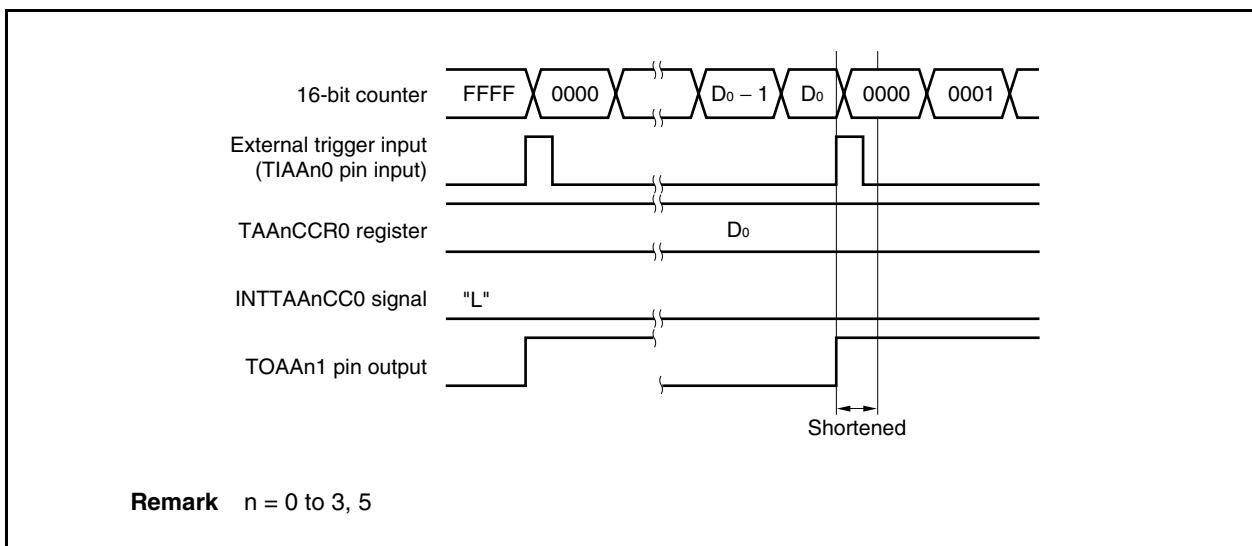 16-bit counter FFFF 0000 D₀ − 1 D₀ 0000 0001
External trigger input
(TIAAn0 pin input)
TAAnCCR0 register D₀
INTTAAnCC0 signal "L"
TOAAn1 pin output
Shortened
Remark n = 0 to 3, 5